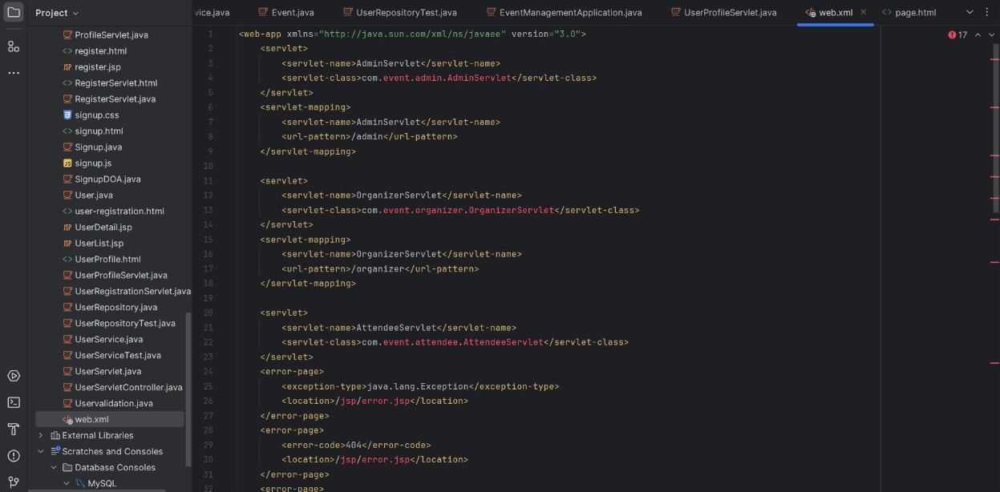 Project
vice.java
Event.java
UserRepositoryTest.java
EventManagementApplication.java
UserProfileServlet.java
web.xml
page.html
ProfileServlet.java
register.html
JSP register.jsp
RegisterServlet.html
RegisterServlet.java
signup.css
signup.html
Signup.java
JS signup.js
SignupDOA.java
User.java
user-registration.html
JSP UserDetail.jsp
JSP UserList.jsp
UserProfile.html
UserProfileServlet.java
UserRegistrationServlet.java
UserRepository.java
UserRepositoryTest.java
UserService.java
UserServiceTest.java
UserServlet.java
UserServletController.java
Uservalidation.java
web.xml
External Libraries
Scratches and Consoles
Database Consoles
MySQL
17
1 <web-app xmlns="http://java.sun.com/xml/ns/javaee" version="3.0">
2 <servlet>
3 <servlet-name>AdminServlet</servlet-name>
4 <servlet-class>com.event.admin.AdminServlet</servlet-class>
5 </servlet>
6 <servlet-mapping>
7 <servlet-name>AdminServlet</servlet-name>
8 <url-pattern>/admin</url-pattern>
9 </servlet-mapping>
10
11 <servlet>
12 <servlet-name>OrganizerServlet</servlet-name>
13 <servlet-class>com.event.organizer.OrganizerServlet</servlet-class>
14 </servlet>
15 <servlet-mapping>
16 <servlet-name>OrganizerServlet</servlet-name>
17 <url-pattern>/organizer</url-pattern>
18 </servlet-mapping>
19
20 <servlet>
21 <servlet-name>AttendeeServlet</servlet-name>
22 <servlet-class>com.event.attendee.AttendeeServlet</servlet-class>
23 </servlet>
24 <error-page>
25 <exception-type>java.lang.Exception</exception-type>
26 <location>/jsp/error.jsp</location>
27 </error-page>
28 <error-page>
29 <error-code>404</error-code>
30 <location>/jsp/error.jsp</location>
31 </error-page>
32 <error-page>